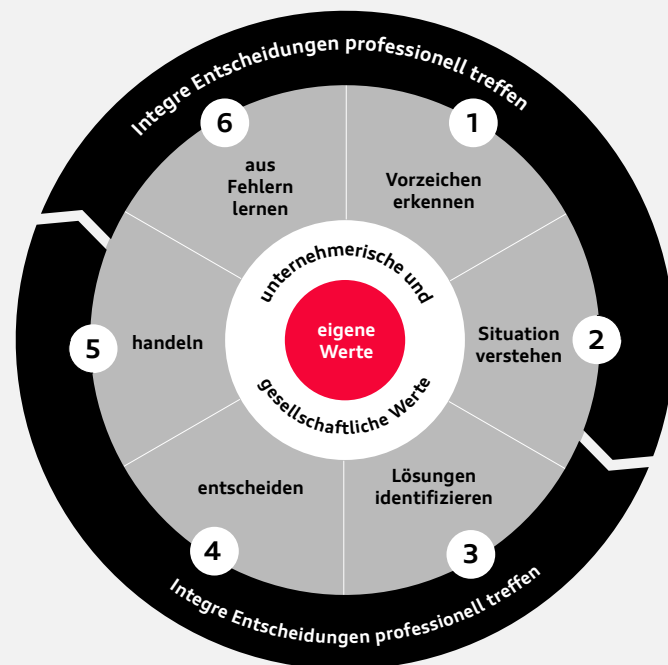 Integre Entscheidungen professionell treffen
1
Vorzeichen
erkennen
2
Situation
verstehen
3
Lösungen
identifizieren
4
entscheiden
5
handeln
6
aus
Fehlern
lernen
unternehmerische und
gesellschaftliche Werte
eigene
Werte
Integre Entscheidungen professionell treffen